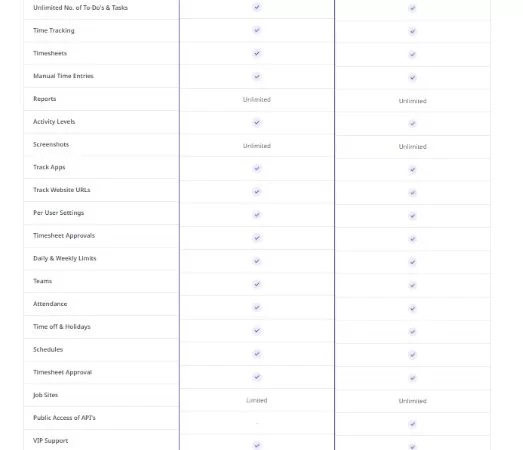 Unlimited No. of To-Do's & Tasks
Time Tracking
Timesheets
Manual Time Entries
Reports Unlimited Unlimited
Activity Levels
Screenshots Unlimited Unlimited
Track Apps
Track Website URLs
Per User Settings
Timesheet Approvals
Daily & Weekly Limits
Teams
Attendance
Time off & Holidays
Schedules
Timesheet Approval
Job Sites Limited Unlimited
Public Access of API's -
VIP Support